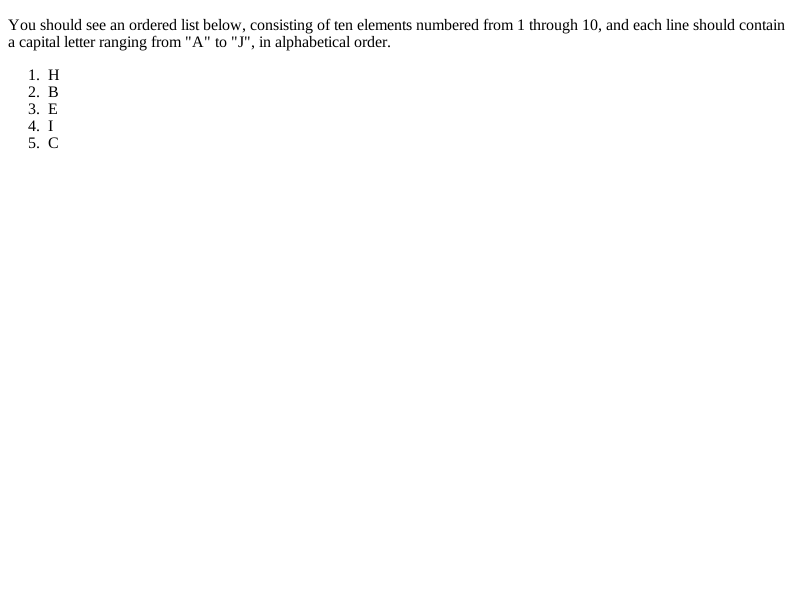 You should see an ordered list below, consisting of ten elements numbered from 1 through 10, and each line should contain
a capital letter ranging from "A" to "J", in alphabetical order.
1. H
2. B
3. E
4. I
5. C